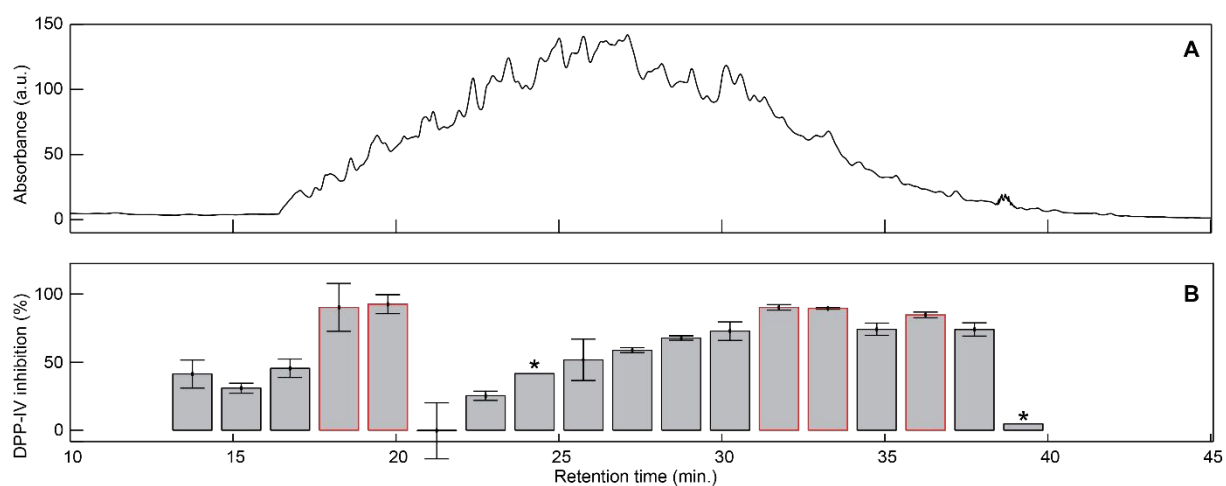 150
A
100
50
0
Absorbance (a.u.)
B
100
50
0
* *
DPP-IV inhibition (%)
10 15 20 25 30 35 40 45
Retention time (min.)